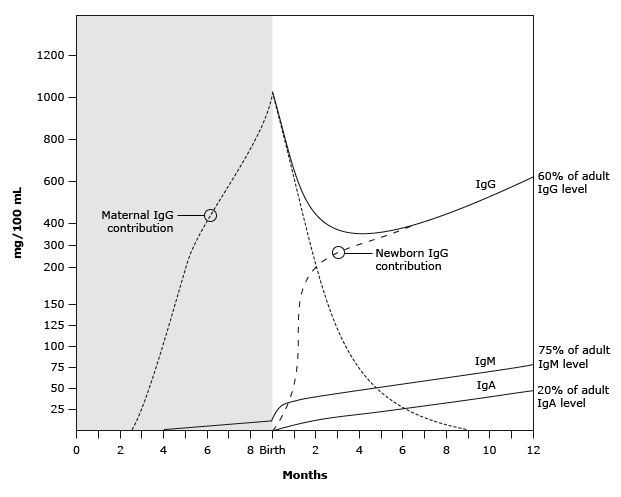 1200
1000
800
600
400
300
200
150
125
100
75
50
25
mg/100 mL
Maternal IgG
contribution
Newborn IgG
contribution
IgG
60% of adult
IgG level
IgM
75% of adult
IgM level
IgA
20% of adult
IgA level
0 2 4 6 8 Birth 2 4 6 8 10 12
Months